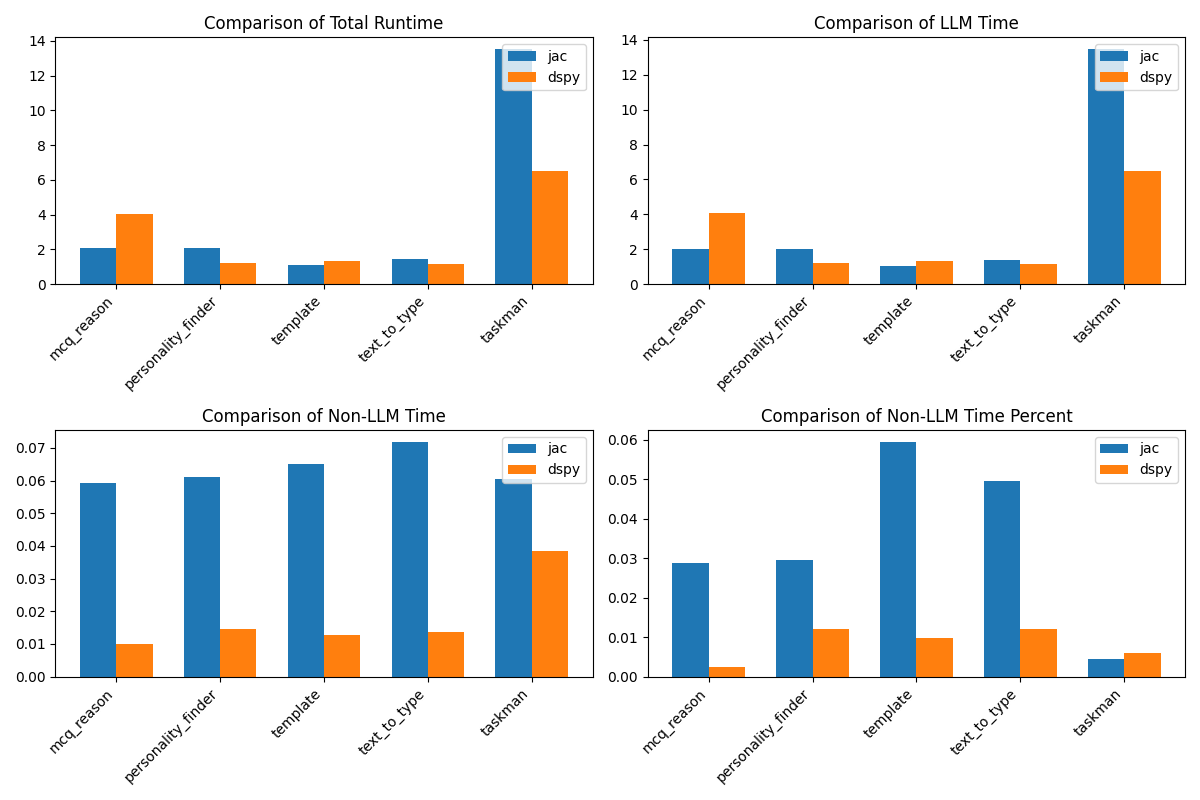 Comparison of Total Runtime
14
12
10
8
6
4
2
0
jac
dspy
mcq_reason
personality_finder
template
text_to_type
taskman
Comparison of LLM Time
14
12
10
8
6
4
2
0
jac
dspy
mcq_reason
personality_finder
template
text_to_type
taskman
Comparison of Non-LLM Time
0.07
0.06
0.05
0.04
0.03
0.02
0.01
0.00
jac
dspy
mcq_reason
personality_finder
template
text_to_type
taskman
Comparison of Non-LLM Time Percent
0.06
0.05
0.04
0.03
0.02
0.01
0.00
jac
dspy
mcq_reason
personality_finder
template
text_to_type
taskman